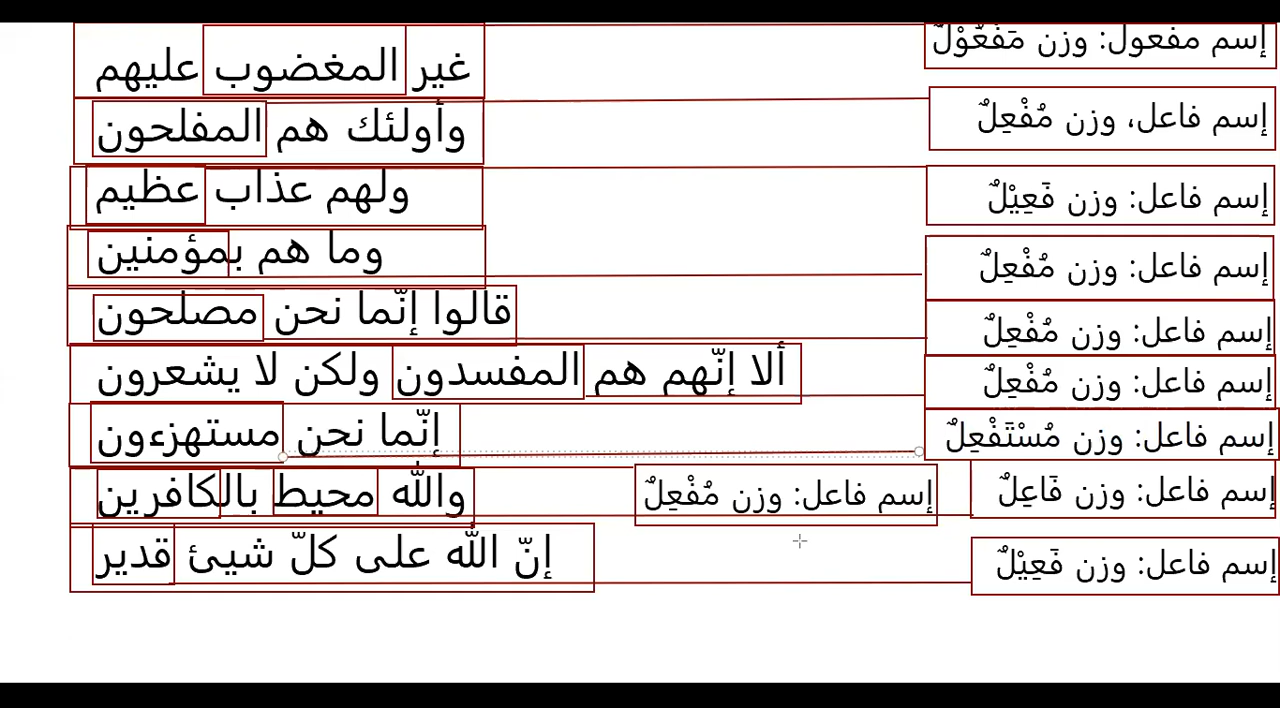 غير المغضوب عليهم
إسم مفعول: وزن مَفْعُوْلٌ
وأولئك هم المفلحون
إسم فاعل، وزن مُفْعِلٌ
ولهم عذاب عظيم
إسم فاعل: وزن فَعِيْلٌ
وما هم بمؤمنين
إسم فاعل: وزن مُفْعِلٌ
قالوا إنّما نحن مصلحون
إسم فاعل: وزن مُفْعِلٌ
ألا إنّهم هم المفسدون ولكن لا يشعرون
إسم فاعل: وزن مُفْعِلٌ
إنّما نحن مستهزءون
إسم فاعل: وزن مُسْتَفْعِلٌ
والله محيط بالكافرين
إسم فاعل: وزن مُفْعِلٌ
إسم فاعل: وزن فَاعِلٌ
إنّ الله على كلّ شيئ قدير
إسم فاعل: وزن فَعِيْلٌ